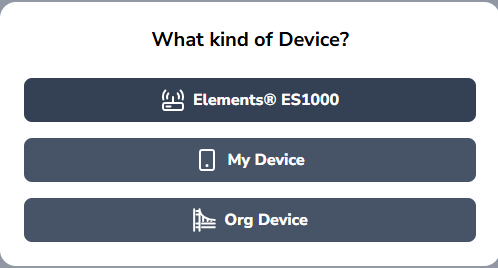 What kind of Device?
Elements® ES1000
My Device
Org Device